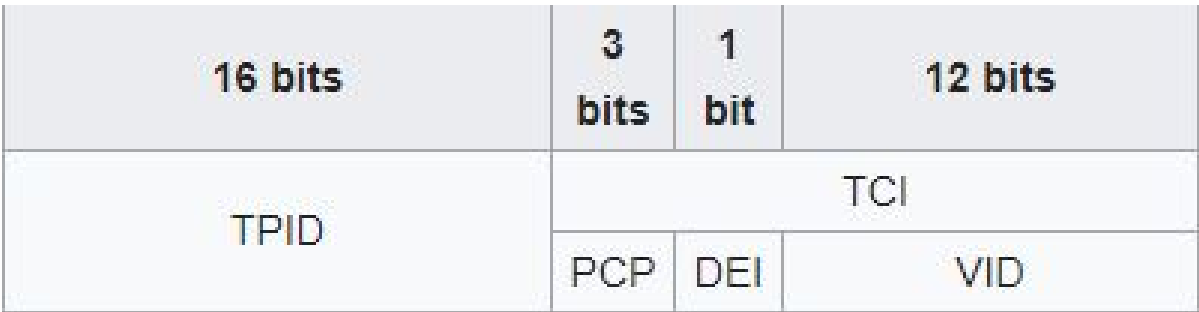 16 bits
3 bits
1 bit
12 bits
TPID
TCI
PCP
DEI
VID